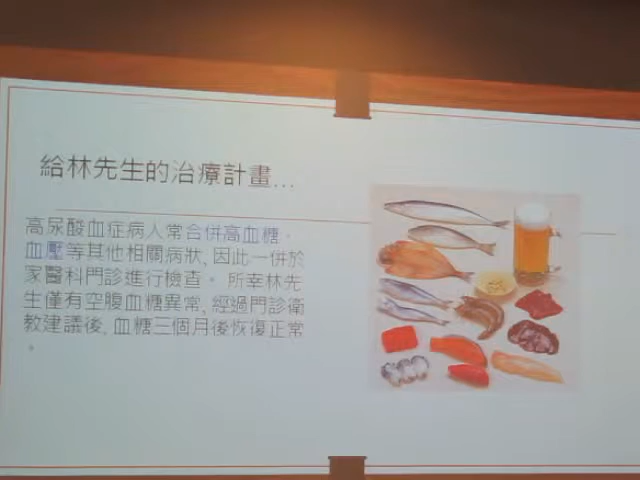 給林先生的治療計畫...
高尿酸血症病人常合併高血糖、
血壓等其他相關病狀, 因此一併於
家醫科門診進行檢查。 所幸林先
生僅有空腹血糖異常, 經過門診衛
教建議後, 血糖三個月後恢復正常
。